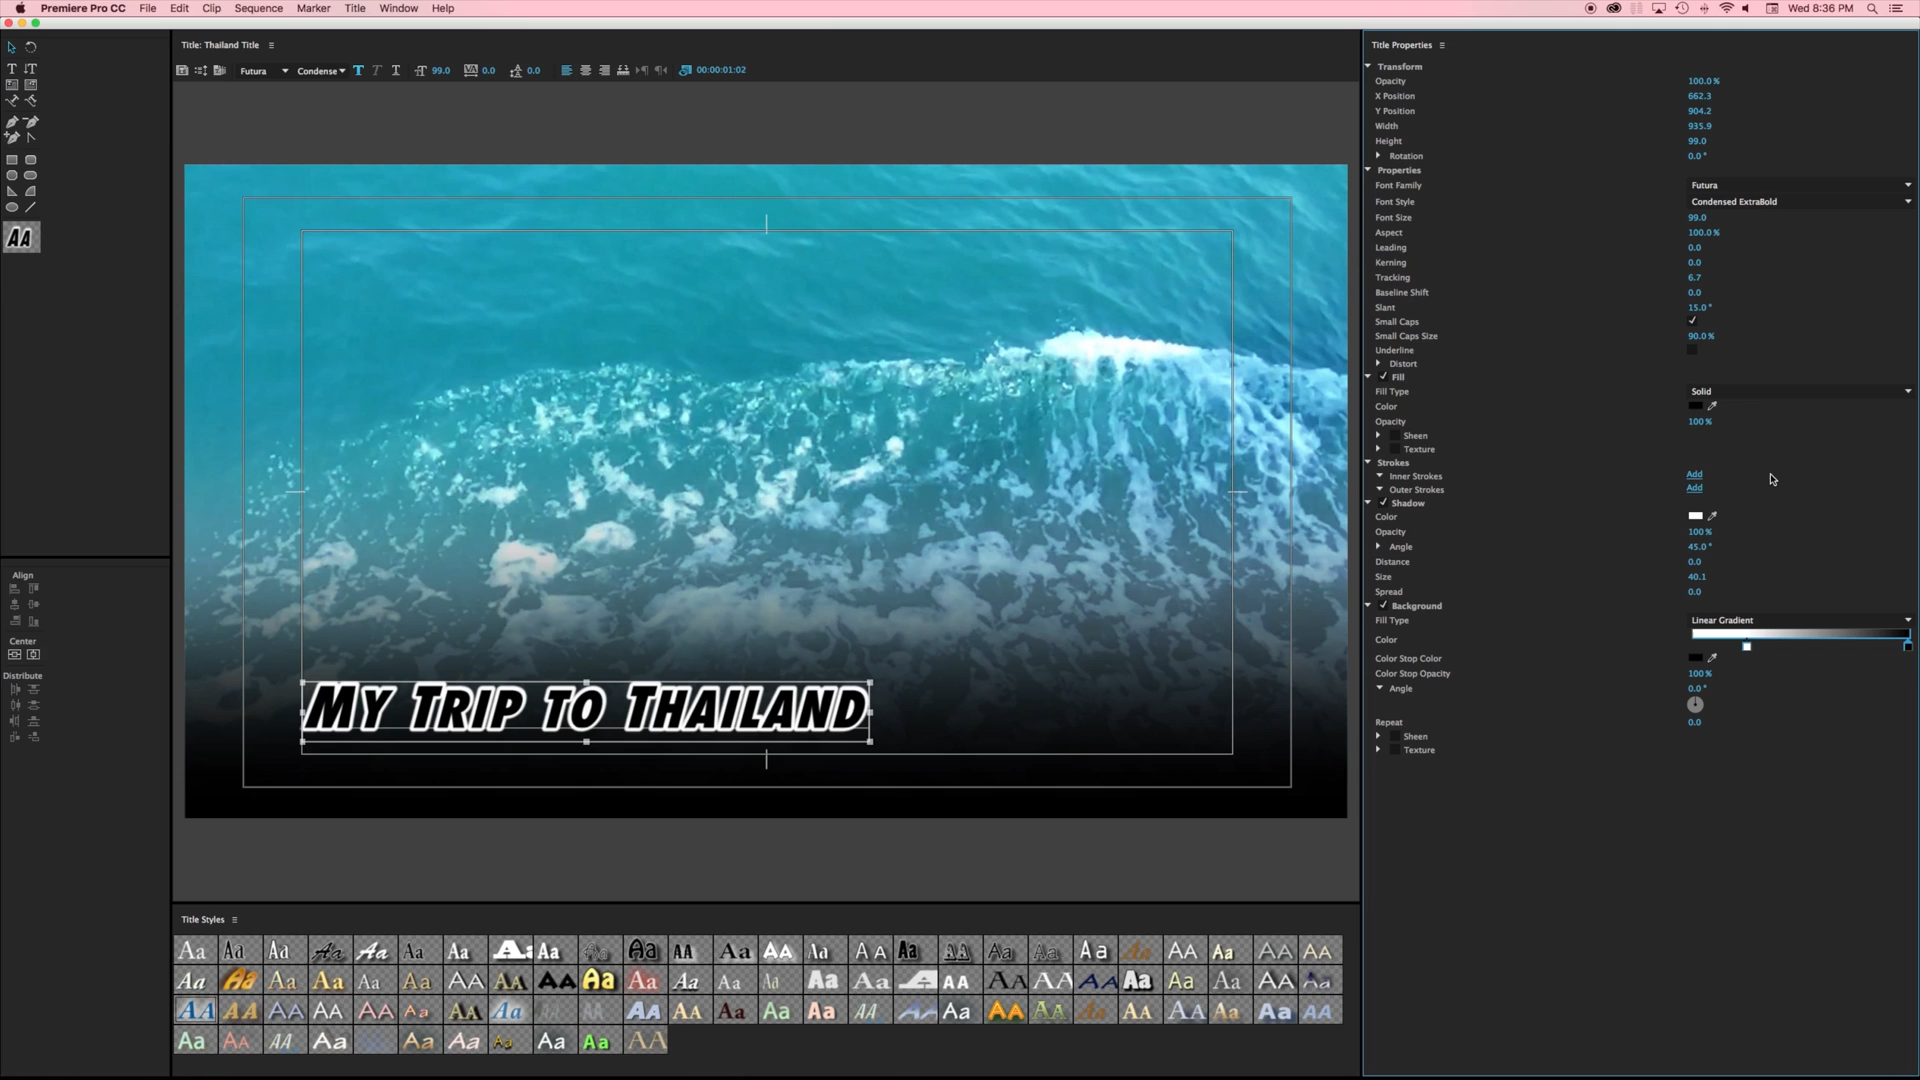 Premiere Pro CC File Edit Clip Sequence Marker Title Window Help Wed 8:36 PM
Title: Thailand Title
Futura Condense 99.0 0.0 0.0 00:00:01:02
AA
MY TRIP TO THAILAND
Align
Center
Distribute
Title Styles
Title Properties
Transform
Opacity 100.0 %
X Position 662.3
Y Position 904.2
Width 935.9
Height 99.0
Rotation 0.0 °
Properties
Font Family Futura
Font Style Condensed ExtraBold
Font Size 99.0
Aspect 100.0 %
Leading 0.0
Kerning 0.0
Tracking 6.7
Baseline Shift 0.0
Slant 15.0 °
Small Caps
Small Caps Size 90.0 %
Underline
Distort
Fill
Fill Type Solid
Color
Opacity 100 %
Sheen
Texture
Strokes
Inner Strokes Add
Outer Strokes Add
Shadow
Color
Opacity 100 %
Angle 45.0 °
Distance 0.0
Size 40.1
Spread 0.0
Background
Fill Type Linear Gradient
Color
Color Stop Color
Color Stop Opacity 100 %
Angle 0.0 °
Repeat 0.0
Sheen
Texture